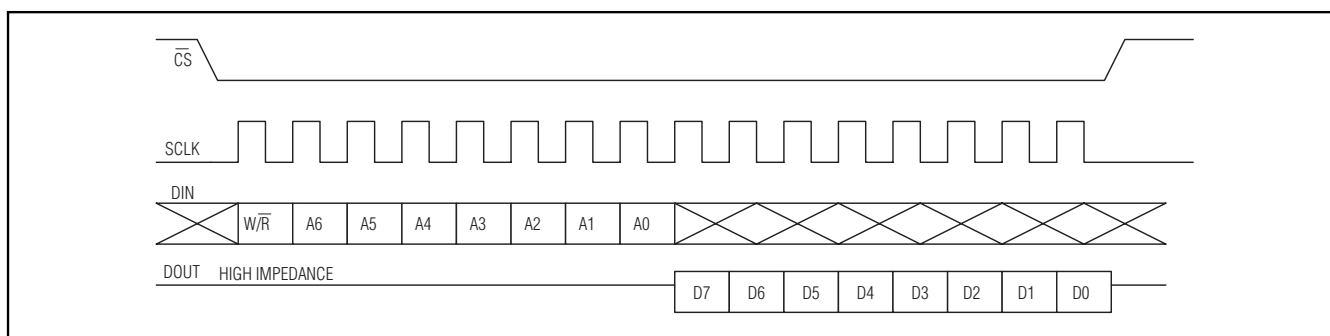 C̅S̅
SCLK
DIN
W/R̅ A6 A5 A4 A3 A2 A1 A0
DOUT HIGH IMPEDANCE
D7 D6 D5 D4 D3 D2 D1 D0